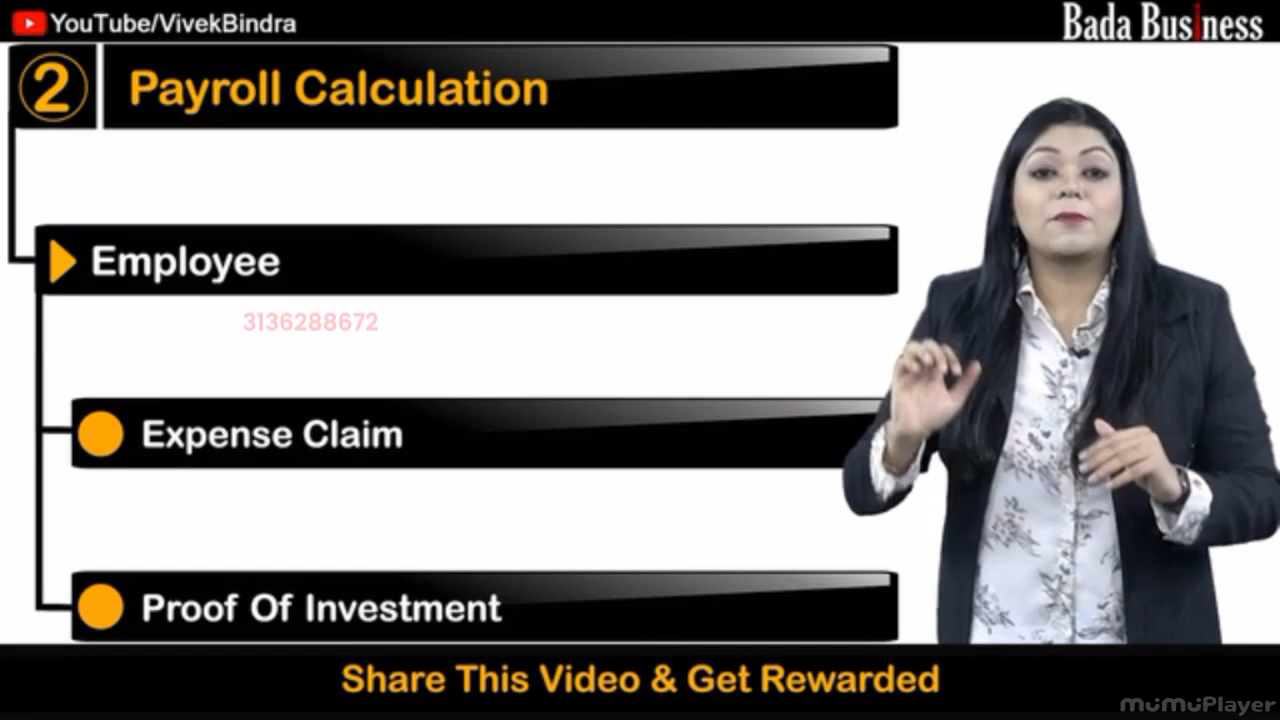 YouTube/VivekBindra
Bada Business
2 Payroll Calculation
Employee
3136288672
Expense Claim
Proof Of Investment
Share This Video & Get Rewarded
MuMuPlayer